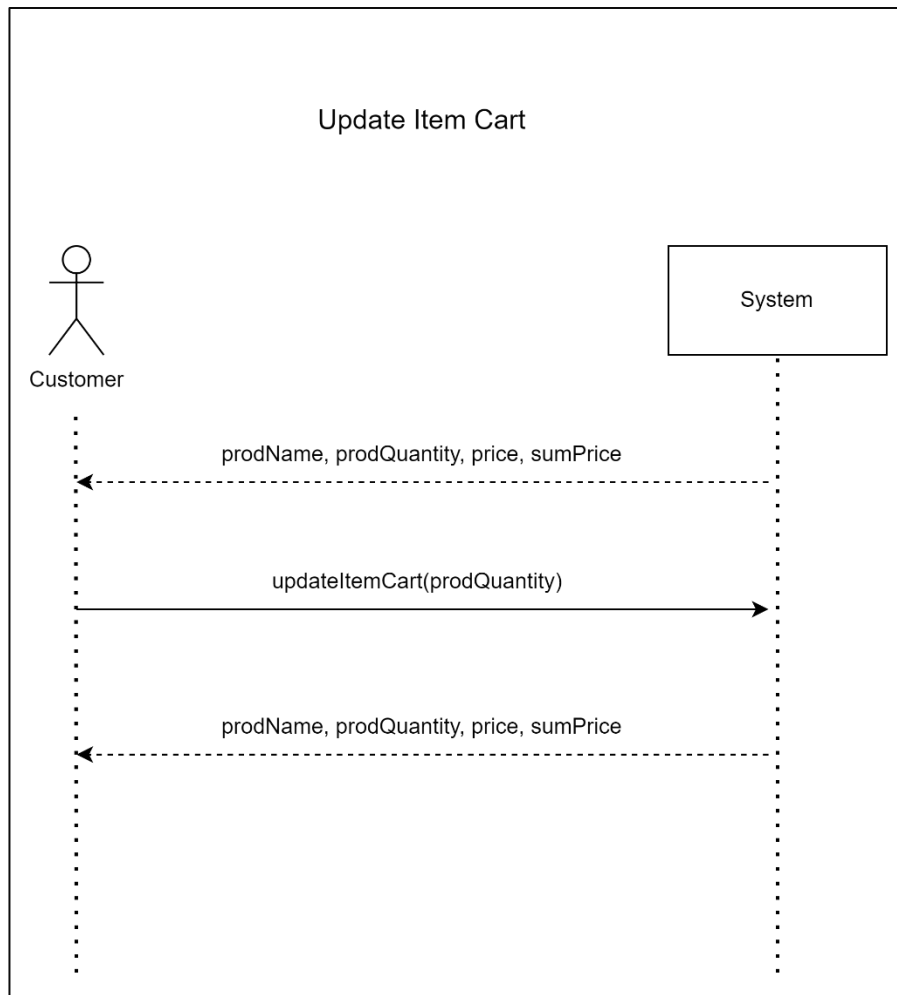 Update Item Cart
System
Customer
prodName, prodQuantity, price, sumPrice
updateItemCart(prodQuantity)
prodName, prodQuantity, price, sumPrice